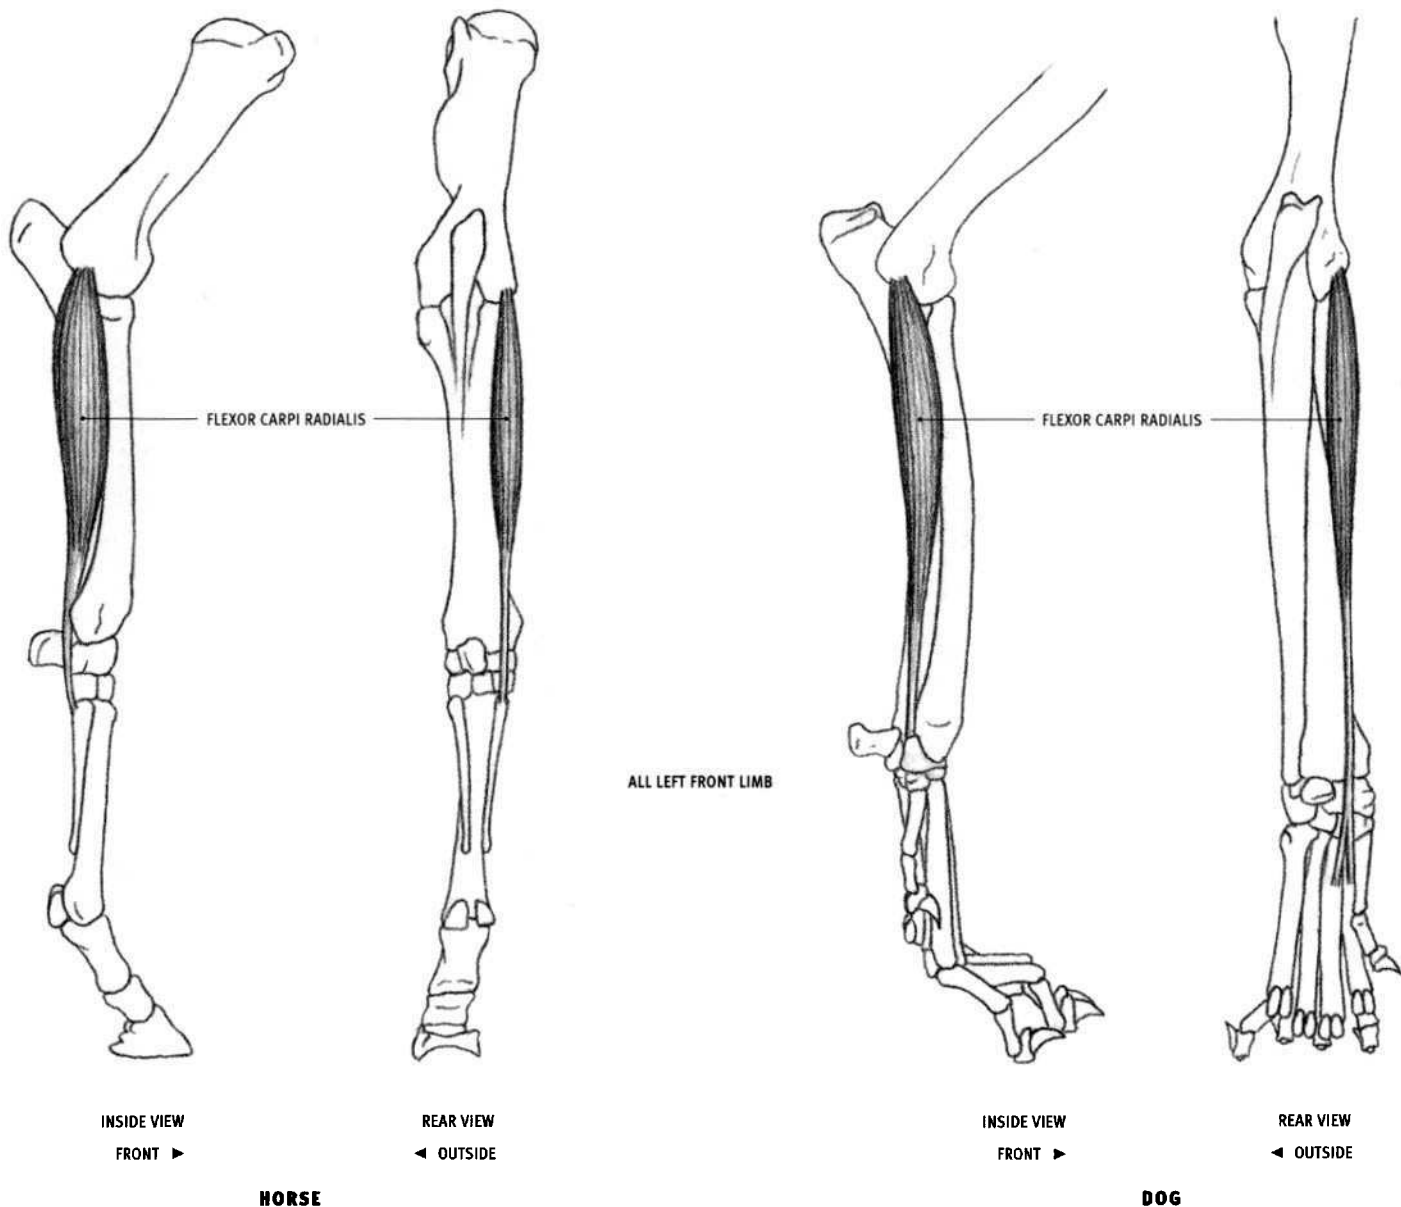 FLEXOR CARPI RADIALIS
FLEXOR CARPI RADIALIS
ALL LEFT FRONT LIMB
INSIDE VIEW
FRONT ►
REAR VIEW
◄ OUTSIDE
INSIDE VIEW
FRONT ►
REAR VIEW
◄ OUTSIDE
HORSE
DOG